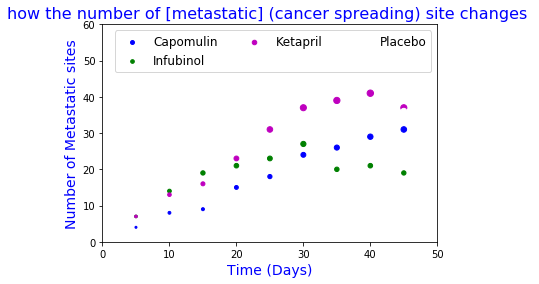 how the number of [metastatic] (cancer spreading) site changes
60
50
40
30
20
10
0
Number of Metastatic sites
Capomulin
Infubinol
Ketapril
Placebo
0 10 20 30 40 50
Time (Days)